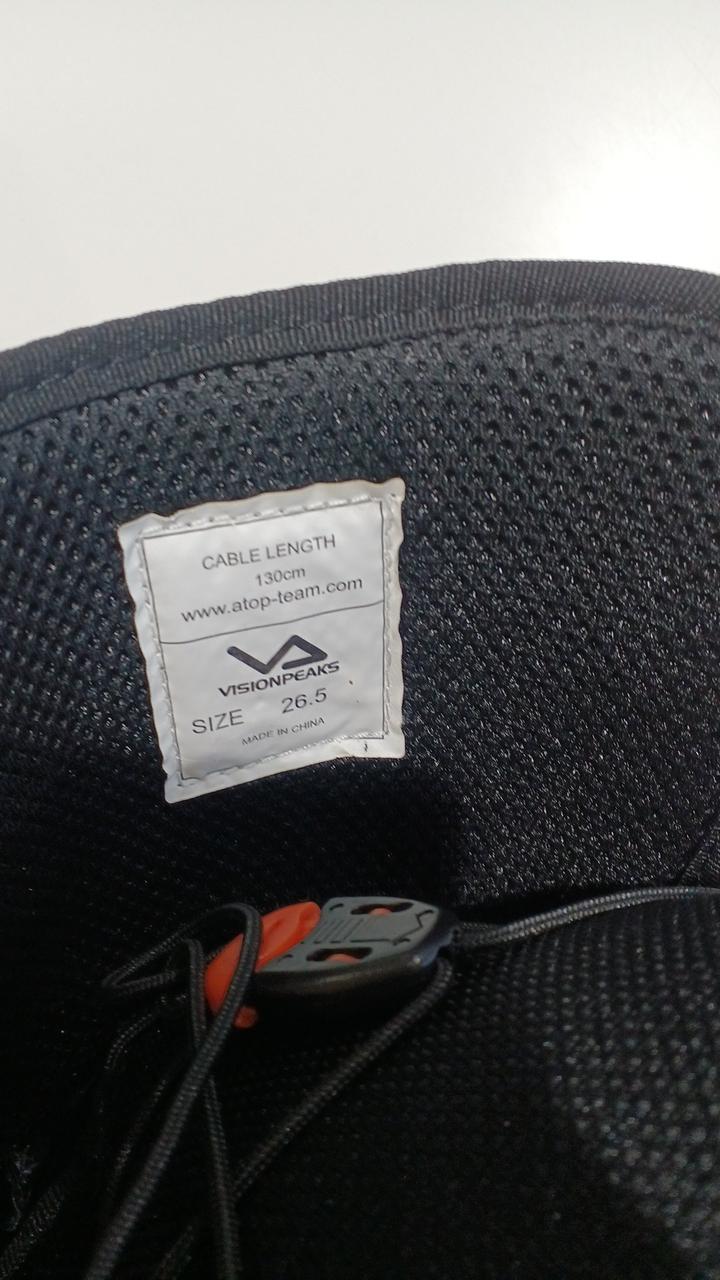 CABLE LENGTH
130cm
www.atop-team.com
VISIONPEAKS
SIZE 26.5
MADE IN CHINA